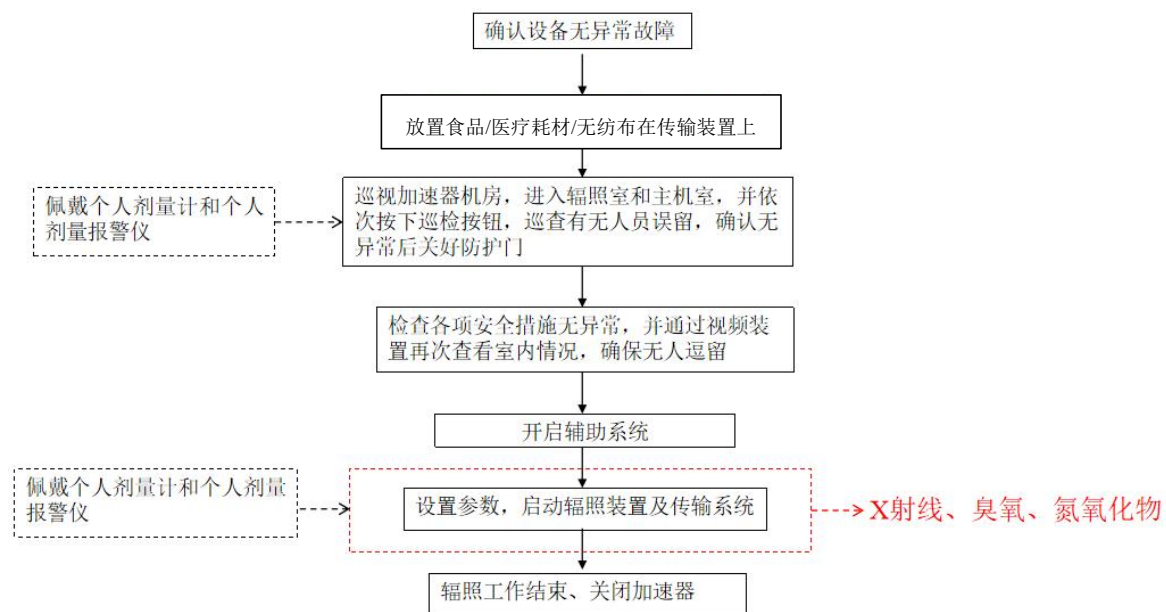 确认设备无异常故障
放置食品/医疗耗材/无纺布在传输装置上
佩戴个人剂量计和个人
剂量报警仪
巡视加速器机房，进入辐照室和主机室，并依
次按下巡检按钮，巡查有无人员误留，确认无
异常后关好防护门
检查各项安全措施无异常，并通过视频装
置再次查看室内情况，确保无人逗留
开启辅助系统
佩戴个人剂量计和个人剂量
报警仪
设置参数，启动辐照装置及传输系统
X射线、臭氧、氮氧化物
辐照工作结束、关闭加速器